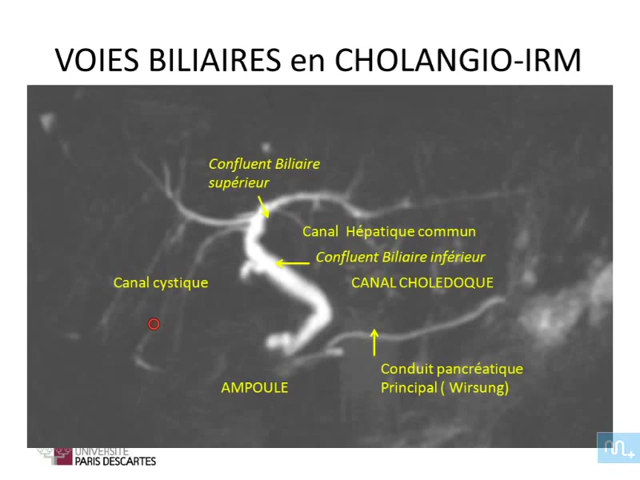 VOIES BILIAIRES en CHOLANGIO-IRM
Confluent Biliaire
supérieur
Canal Hépatique commun
Confluent Biliaire inférieur
Canal cystique
CANAL CHOLEDOQUE
Conduit pancréatique
Principal ( Wirsung)
AMPOULE
UNIVERSITÉ
PARIS DESCARTES